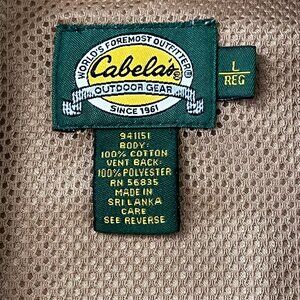 WORLD'S FOREMOST OUTFITTER®
Cabela's®
OUTDOOR GEAR
SINCE 1961
L
REG
941151
BODY:
100% COTTON
VENT BACK:
100% POLYESTER
RN 56835
MADE IN
SRI LANKA
CARE
SEE REVERSE